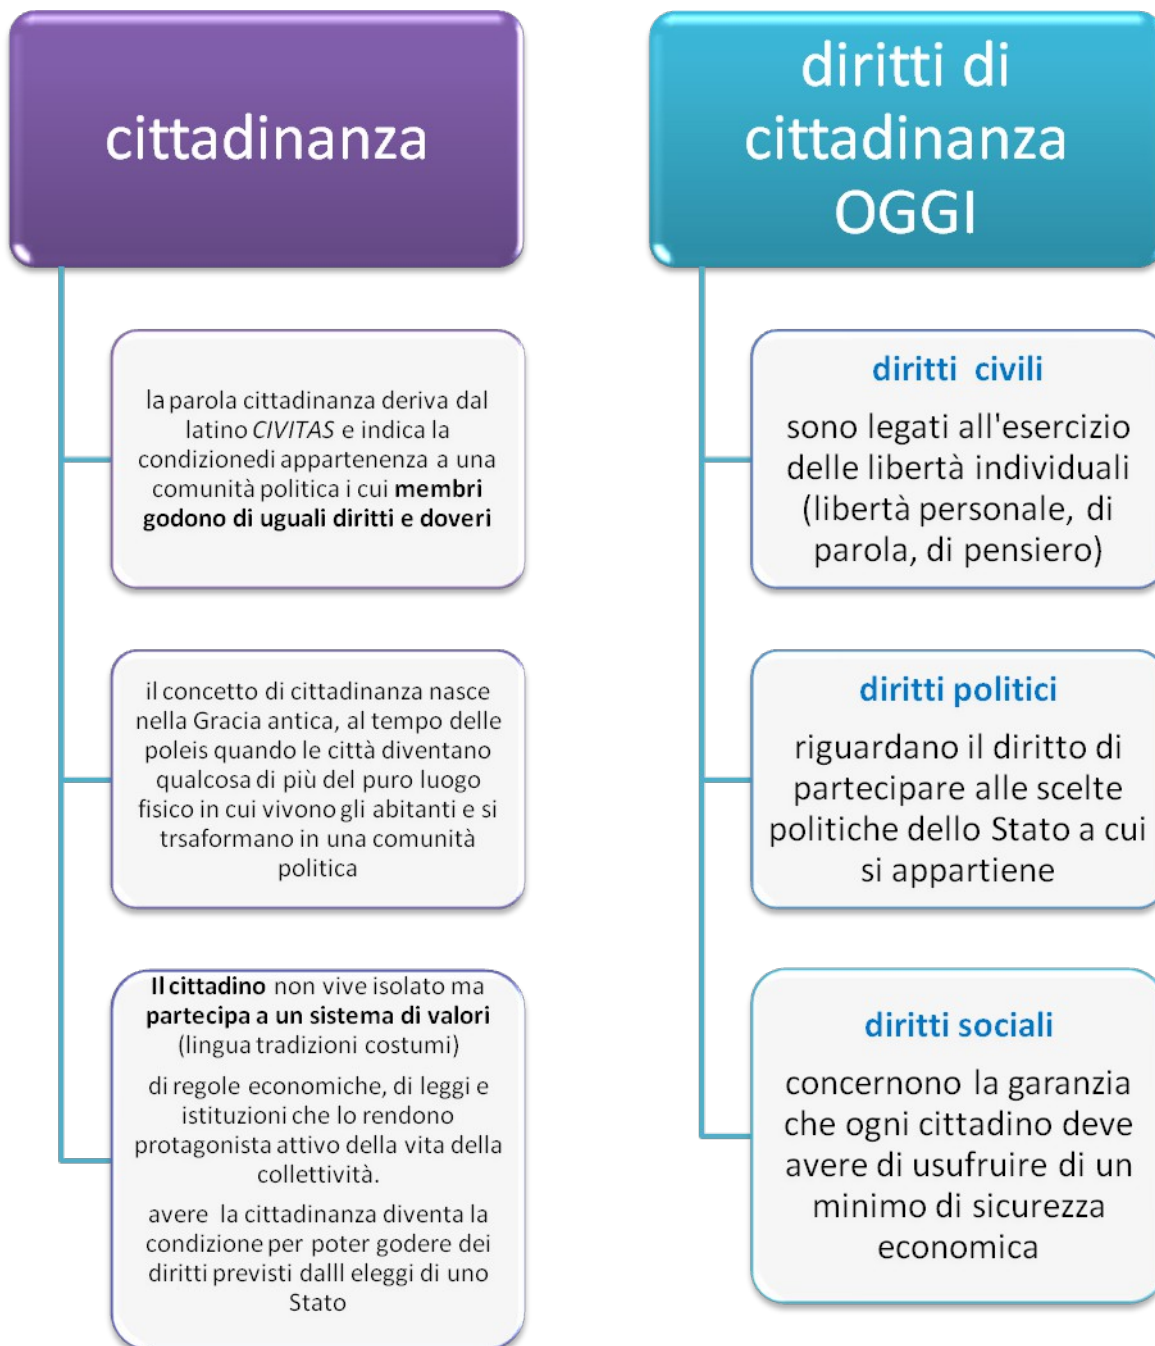 cittadinanza
la parola cittadinanza deriva dal
latino CIVITAS e indica la
condizionedi appartenenza a una
comunità politica i cui membri
godono di uguali diritti e doveri
il concetto di cittadinanza nasce
nella Gracia antica, al tempo delle
poleis quando le città diventano
qualcosa di più del puro luogo
fisico in cui vivono gli abitanti e si
trsaformano in una comunità
politica
Il cittadino non vive isolato ma
partecipa a un sistema di valori
(lingua tradizioni costumi)
di regole economiche, di leggi e
istituzioni che lo rendono
protagonista attivo della vita della
collettività.
avere la cittadinanza diventa la
condizione per poter godere dei
diritti previsti dalll eleggi di uno
Stato
diritti di
cittadinanza
OGGI
diritti civili
sono legati all'esercizio
delle libertà individuali
(libertà personale, di
parola, di pensiero)
diritti politici
riguardano il diritto di
partecipare alle scelte
politiche dello Stato a cui
si appartiene
diritti sociali
concernono la garanzia
che ogni cittadino deve
avere di usufruire di un
minimo di sicurezza
economica